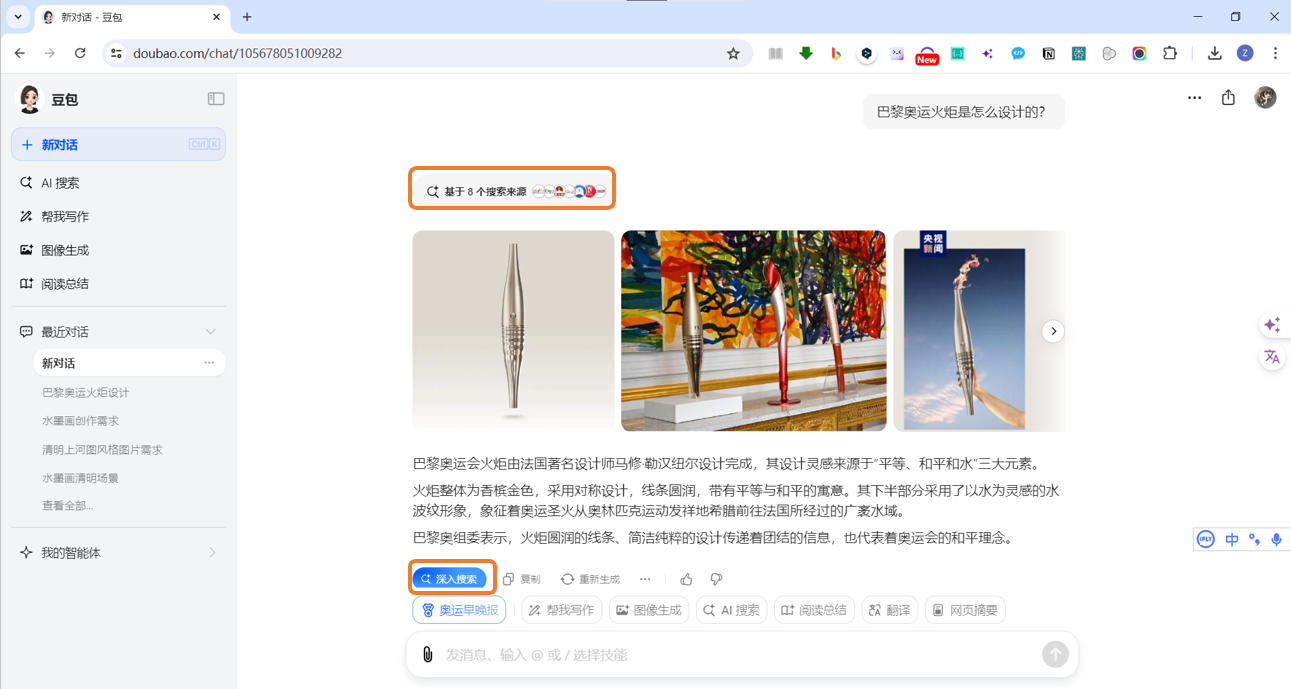 新对话 - 豆包
doubao.com/chat/105678051009282
New
Z
豆包
新对话
Ctrl K
AI 搜索
帮我写作
图像生成
阅读总结
最近对话
新对话
巴黎奥运火炬设计
水墨画创作需求
清明上河图风格图片需求
水墨画清明场景
查看全部...
我的智能体
巴黎奥运火炬是怎么设计的?
基于 8 个搜索来源
央视
新闻
巴黎奥运会火炬由法国著名设计师马修·勒汉纽尔设计完成，其设计灵感来源于“平等、和平和水”三大元素。
火炬整体为香槟金色，采用对称设计，线条圆润，带有平等与和平的寓意。其下半部分采用了以水为灵感的水
波纹形象，象征着奥运圣火从奥林匹克运动发祥地希腊前往法国所经过的广袤水域。
巴黎奥组委表示，火炬圆润的线条、简洁纯粹的设计传递着团结的信息，也代表着奥运会的和平理念。
深入搜索
复制
重新生成
奥运早晚报
帮我写作
图像生成
AI 搜索
阅读总结
翻译
网页摘要
发消息、输入 @ 或 / 选择技能
iFLY
中